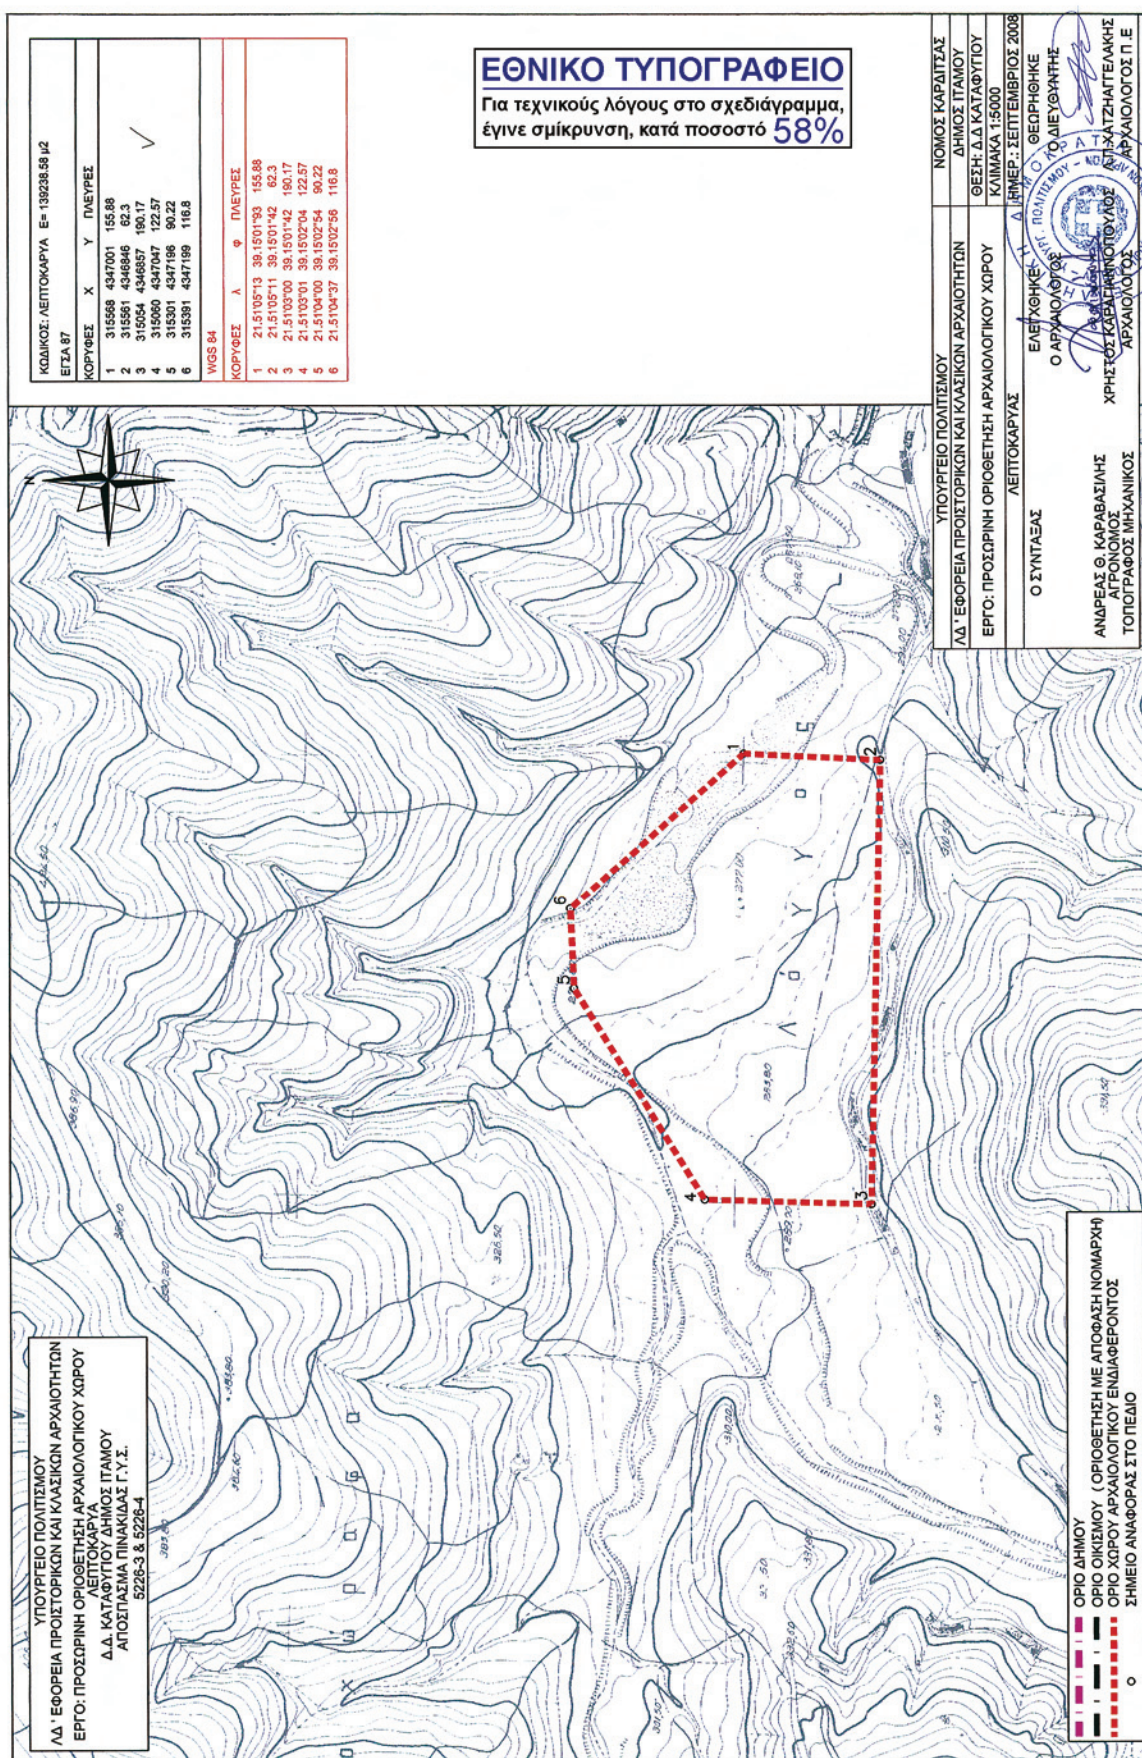 ΥΠΟΥΡΓΕΙΟ ΠΟΛΙΤΙΣΜΟΥ
ΛΔ ' ΕΦΟΡΕΙΑ ΠΡΟΙΣΤΟΡΙΚΩΝ ΚΑΙ ΚΛΑΣΙΚΩΝ ΑΡΧΑΙΟΤΗΤΩΝ
ΕΡΓΟ: ΠΡΟΣΩΡΙΝΗ ΟΡΙΟΘΕΤΗΣΗ ΑΡΧΑΙΟΛΟΓΙΚΟΥ ΧΩΡΟΥ
ΛΕΠΤΟΚΑΡΥΑ
Δ.Δ. ΚΑΤΑΦΥΓΙΟΥ ΔΗΜΟΣ ΙΤΑΜΟΥ
ΑΠΟΣΠΑΣΜΑ ΠΙΝΑΚΙΔΑΣ Γ.Υ.Σ.
5226-3 & 5226-4
N
ΚΩΔΙΚΟΣ: ΛΕΠΤΟΚΑΡΥΑ E= 139238.58 μ2
ΕΓΣΑ 87
ΚΟΡΥΦΕΣ X Y ΠΛΕΥΡΕΣ
1 315568 4347001 155.88
2 315561 4346846 62.3
3 315054 4346857 190.17
4 315060 4347047 122.57
5 315301 4347196 90.22
6 315391 4347199 116.8
WGS 84
ΚΟΡΥΦΕΣ λ φ ΠΛΕΥΡΕΣ
1 21.51'05"13 39.15'01"93 155.88
2 21.51'05"11 39.15'01"42 62.3
3 21.51'03"00 39.15'01"42 190.17
4 21.51'03"01 39.15'02"04 122.57
5 21.51'04"00 39.15'02"54 90.22
6 21.51'04"37 39.15'02"56 116.8
ΕΘΝΙΚΟ ΤΥΠΟΓΡΑΦΕΙΟ
Για τεχνικούς λόγους στο σχεδιάγραμμα,
έγινε σμίκρυνση, κατά ποσοστό 58%
6
5
1
4
2
3
Λ ό γ γ ο ς
277,60
263,80
326,50
383,80
310,00
ΟΡΙΟ ΔΗΜΟΥ
ΟΡΙΟ ΟΙΚΙΣΜΟΥ ( ΟΡΙΟΘΕΤΗΣΗ ΜΕ ΑΠΟΦΑΣΗ ΝΟΜΑΡΧΗ)
ΟΡΙΟ ΧΩΡΟΥ ΑΡΧΑΙΟΛΟΓΙΚΟΥ ΕΝΔΙΑΦΕΡΟΝΤΟΣ
ΣΗΜΕΙΟ ΑΝΑΦΟΡΑΣ ΣΤΟ ΠΕΔΙΟ
ΥΠΟΥΡΓΕΙΟ ΠΟΛΙΤΙΣΜΟΥ
ΛΔ ' ΕΦΟΡΕΙΑ ΠΡΟΙΣΤΟΡΙΚΩΝ ΚΑΙ ΚΛΑΣΙΚΩΝ ΑΡΧΑΙΟΤΗΤΩΝ
ΕΡΓΟ: ΠΡΟΣΩΡΙΝΗ ΟΡΙΟΘΕΤΗΣΗ ΑΡΧΑΙΟΛΟΓΙΚΟΥ ΧΩΡΟΥ
ΛΕΠΤΟΚΑΡΥΑΣ
ΝΟΜΟΣ ΚΑΡΔΙΤΣΑΣ
ΔΗΜΟΣ ΙΤΑΜΟΥ
ΘΕΣΗ: Δ.Δ ΚΑΤΑΦΥΓΙΟΥ
ΚΛΙΜΑΚΑ 1:5000
ΗΜΕΡ.: ΣΕΠΤΕΜΒΡΙΟΣ 2008
Ο ΣΥΝΤΑΞΑΣ
ΑΝΔΡΕΑΣ Θ. ΚΑΡΑΒΑΣΙΛΗΣ
ΑΓΡΟΝΟΜΟΣ
ΤΟΠΟΓΡΑΦΟΣ ΜΗΧΑΝΙΚΟΣ
ΕΛΕΓΧΘΗΚΕ
Ο ΑΡΧΑΙΟΛΟΓΟΣ
ΧΡΗΣΤΟΣ ΚΑΡΑΓΙΑΝΝΟΠΟΥΛΟΣ
ΑΡΧΑΙΟΛΟΓΟΣ
ΘΕΩΡΗΘΗΚΕ
Ο ΔΙΕΥΘΥΝΤΗΣ
ΧΑΤΖΗΑΓΓΕΛΑΚΗΣ
ΑΡΧΑΙΟΛΟΓΟΣ Π.Ε